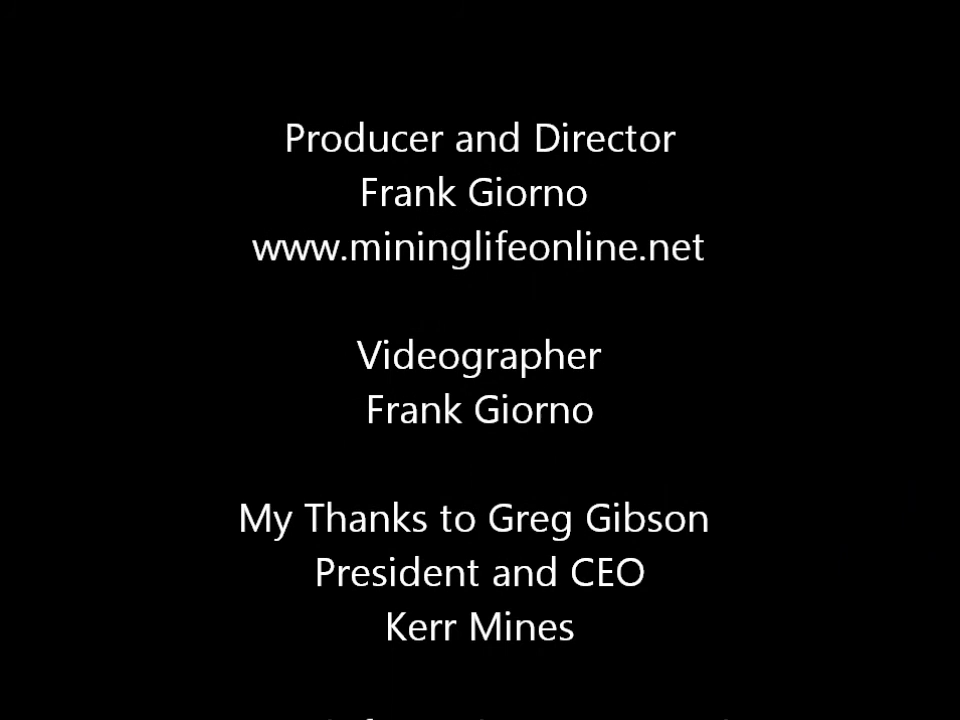 Producer and Director
Frank Giorno
www.mininglifeonline.net
Videographer
Frank Giorno
My Thanks to Greg Gibson
President and CEO
Kerr Mines